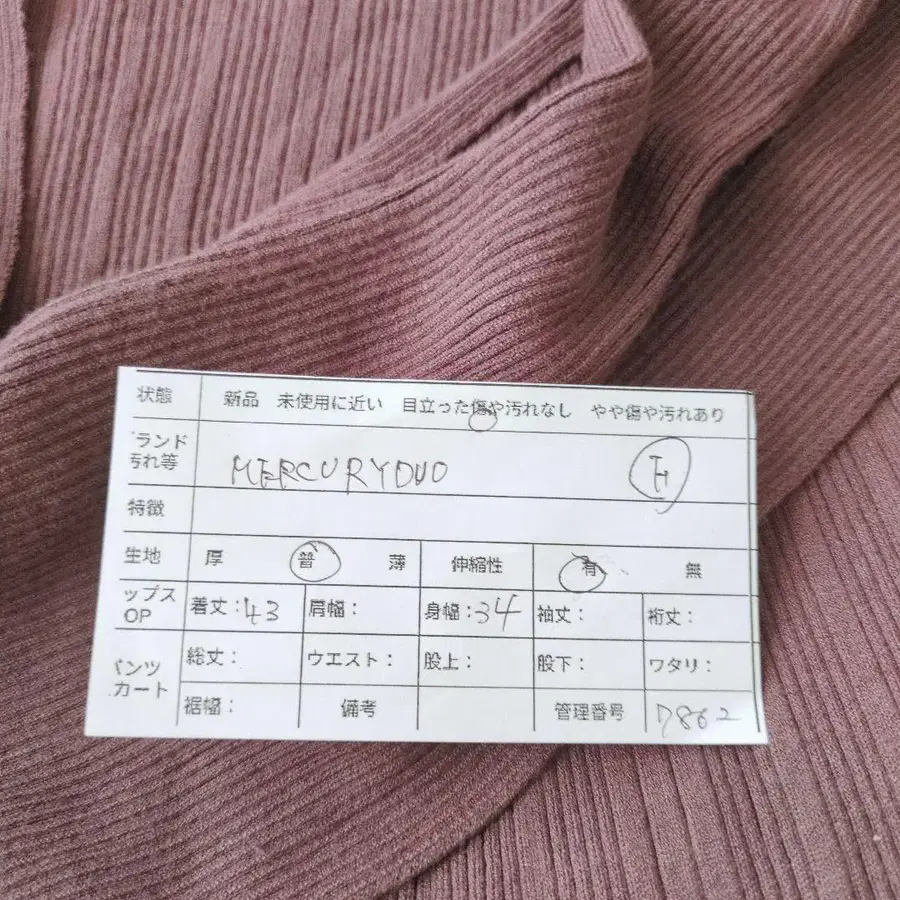 状態 新品 未使用に近い 目立った傷や汚れなし やや傷や汚れあり
ランド MERCURYDUO F
汚れ等
特徴
生地 厚 普 薄 伸縮性 有 無
ップス 着丈:43 肩幅: 身幅:34 袖丈: 裄丈:
OP
パンツ 総丈: ウエスト: 股上: 股下: ワタリ:
カート
裾幅: 備考 管理番号 7862